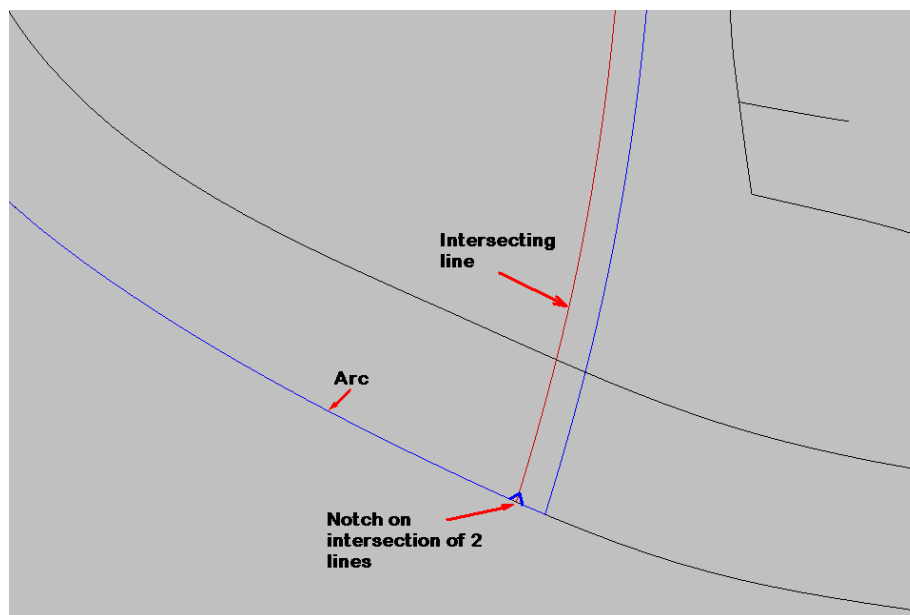 Intersecting
line
Arc
Notch on
intersection of 2
lines